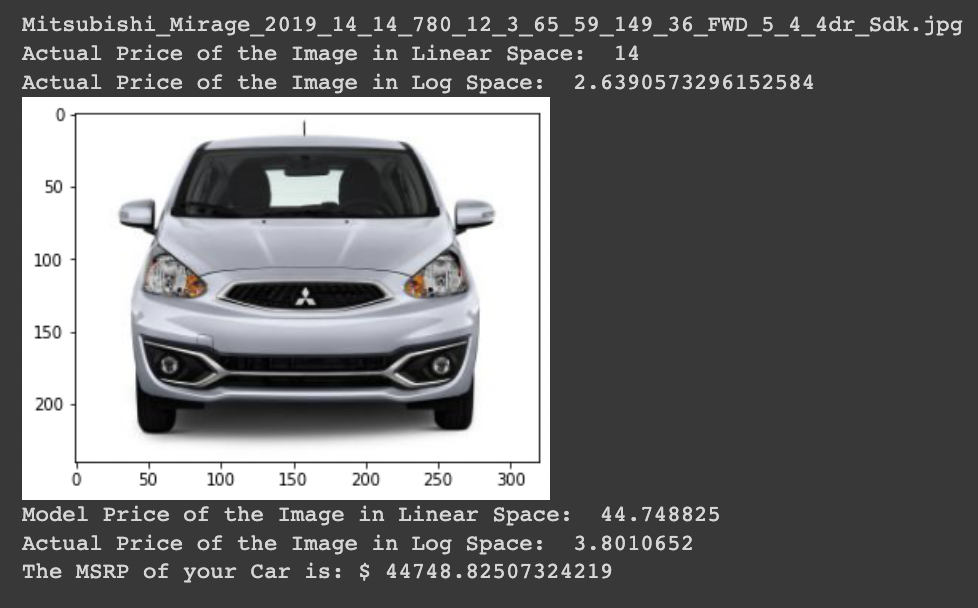 Mitsubishi_Mirage_2019_14_14_780_12_3_65_59_149_36_FWD_5_4_4dr_Sdk.jpg
Actual Price of the Image in Linear Space:  14
Actual Price of the Image in Log Space:  2.6390573296152584
0
50
100
150
200
0 50 100 150 200 250 300
Model Price of the Image in Linear Space:  44.748825
Actual Price of the Image in Log Space:  3.8010652
The MSRP of your Car is: $ 44748.82507324219